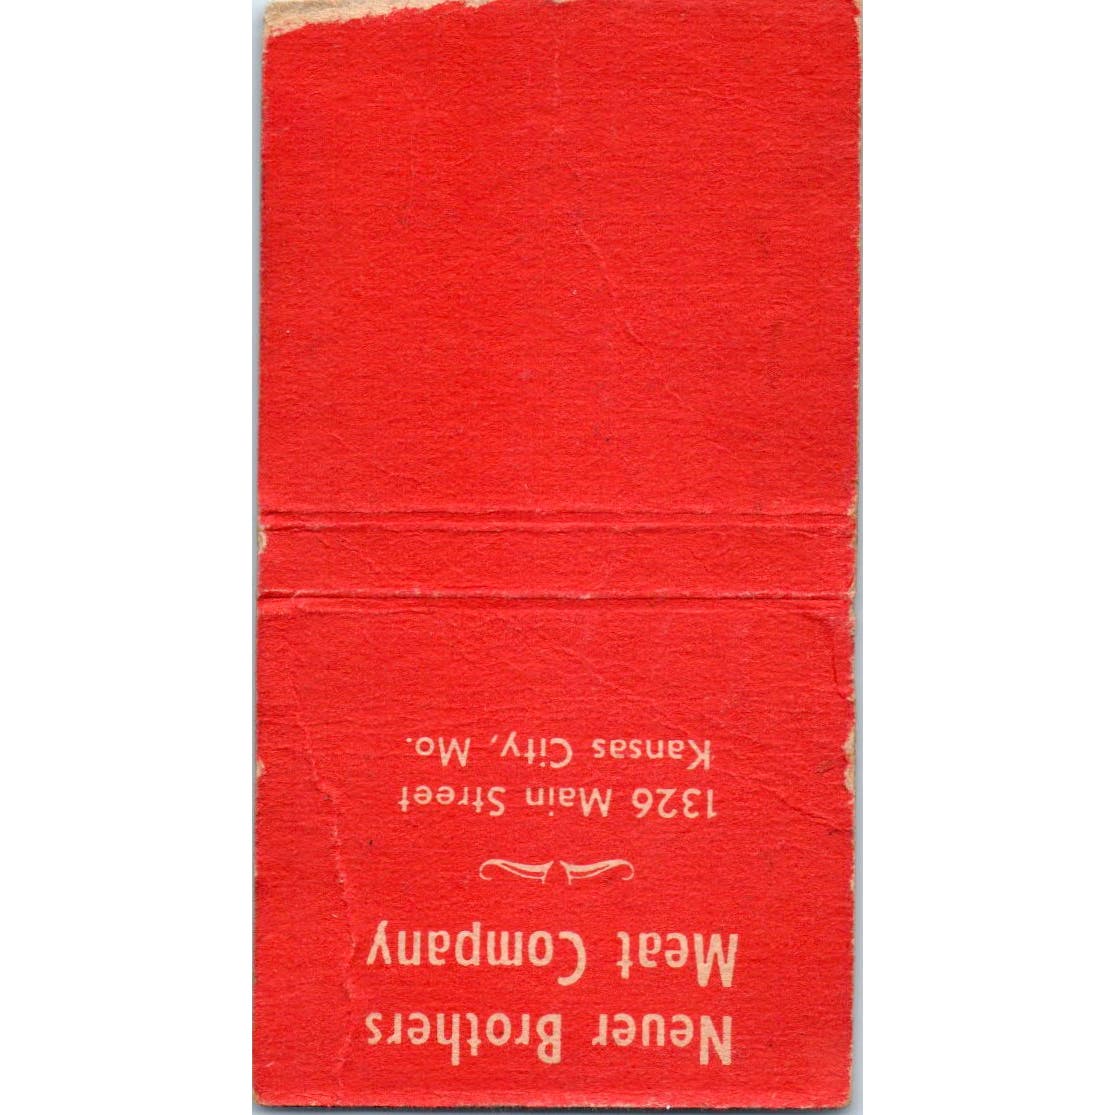 Neuer Brothers
Meat Company
1326 Main Street
Kansas City, Mo.